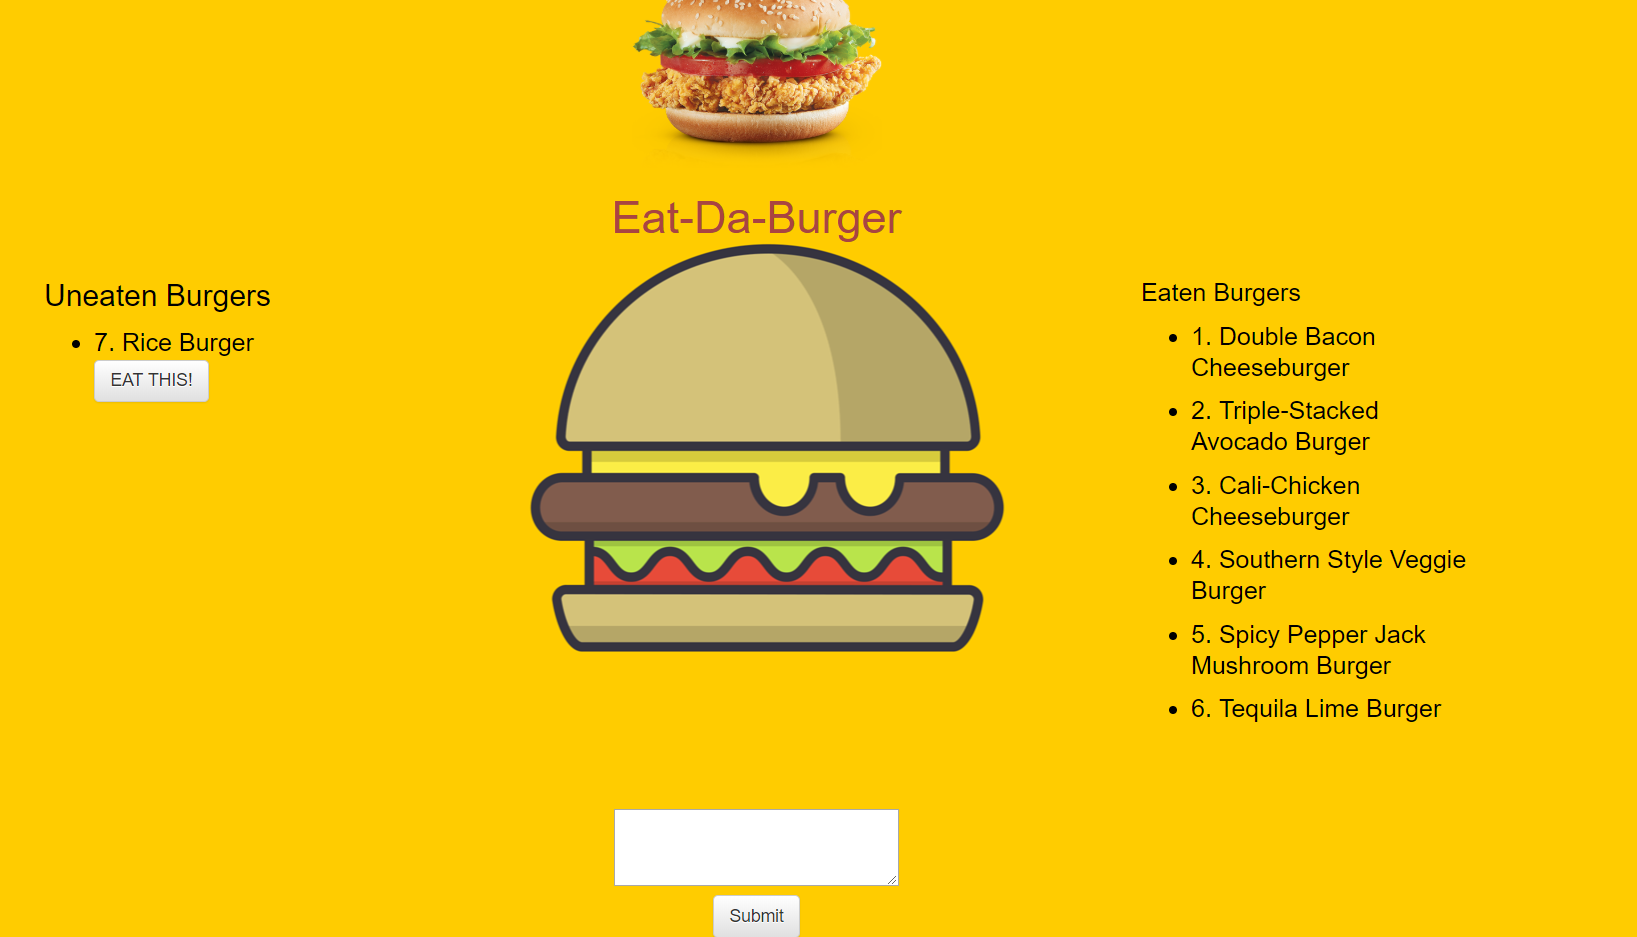 Eat-Da-Burger
Uneaten Burgers
7. Rice Burger
EAT THIS!
Eaten Burgers
1. Double Bacon
Cheeseburger
2. Triple-Stacked
Avocado Burger
3. Cali-Chicken
Cheeseburger
4. Southern Style Veggie
Burger
5. Spicy Pepper Jack
Mushroom Burger
6. Tequila Lime Burger
Submit